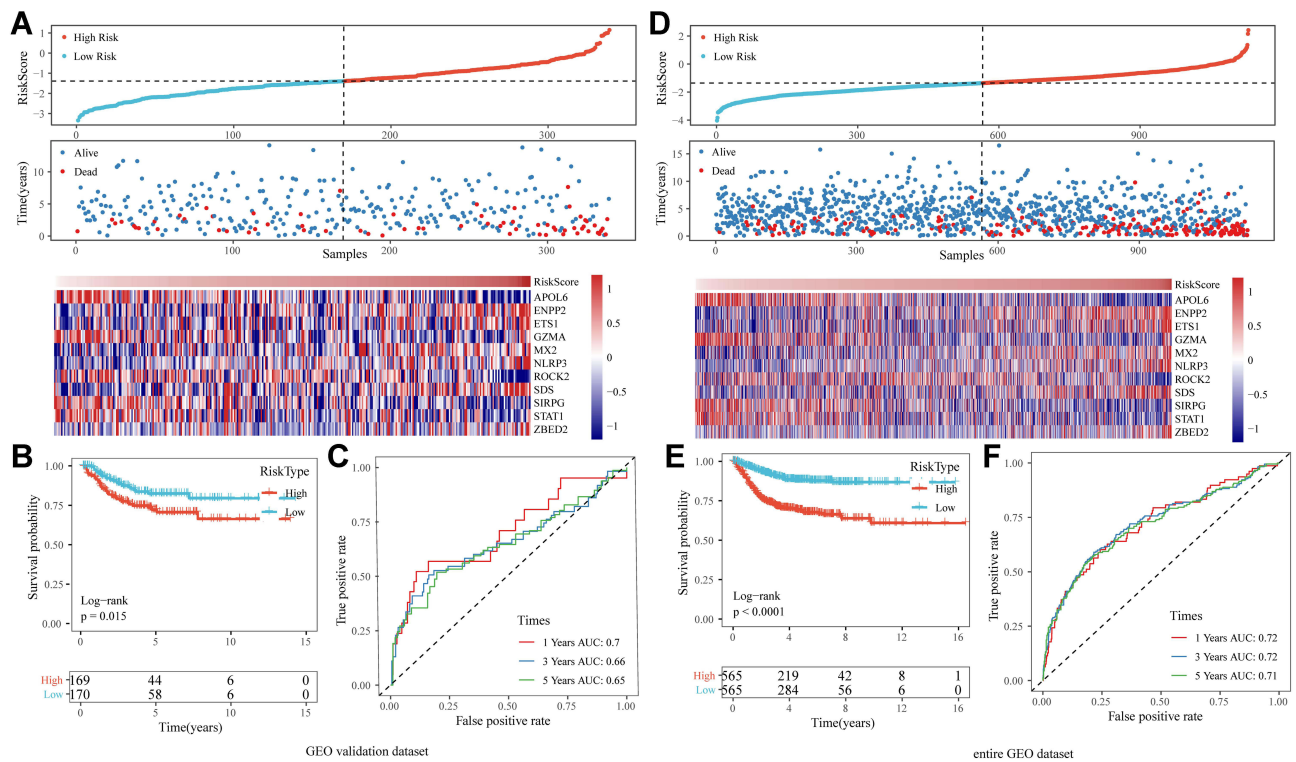 A
RiskScore
1
0
−1
−2
−3
High Risk
Low Risk
0
100
200
300
Time(years)
10
5
0
Alive
Dead
0
100
200
300
Samples
RiskScore
APOL6
ENPP2
ETS1
GZMA
MX2
NLRP3
ROCK2
SDS
SIRPG
STAT1
ZBED2
1
0.5
0
−0.5
−1
B
Survival probability
1.00
0.75
0.50
0.25
0.00
RiskType
High
Low
Log−rank
p = 0.015
0
5
10
15
High 169 44 6 0
Low 170 58 6 0
0
5
10
15
Time(years)
C
True positive rate
1.00
0.75
0.50
0.25
0.00
Times
1 Years AUC: 0.7
3 Years AUC: 0.66
5 Years AUC: 0.65
0.00
0.25
0.50
0.75
1.00
False positive rate
GEO validation dataset
D
RiskScore
2
0
−2
−4
High Risk
Low Risk
0
300
600
900
Time(years)
15
10
5
0
Alive
Dead
0
300
600
900
Samples
RiskScore
APOL6
ENPP2
ETS1
GZMA
MX2
NLRP3
ROCK2
SDS
SIRPG
STAT1
ZBED2
1
0.5
0
−0.5
−1
E
Survival probability
1.00
0.75
0.50
0.25
0.00
RiskType
High
Low
Log−rank
p < 0.0001
0
4
8
12
16
High 565 219 42 8 1
Low 565 284 56 6 0
0
4
8
12
16
Time(years)
F
True positive rate
1.00
0.75
0.50
0.25
0.00
Times
1 Years AUC: 0.72
3 Years AUC: 0.72
5 Years AUC: 0.71
0.00
0.25
0.50
0.75
1.00
False positive rate
entire GEO dataset